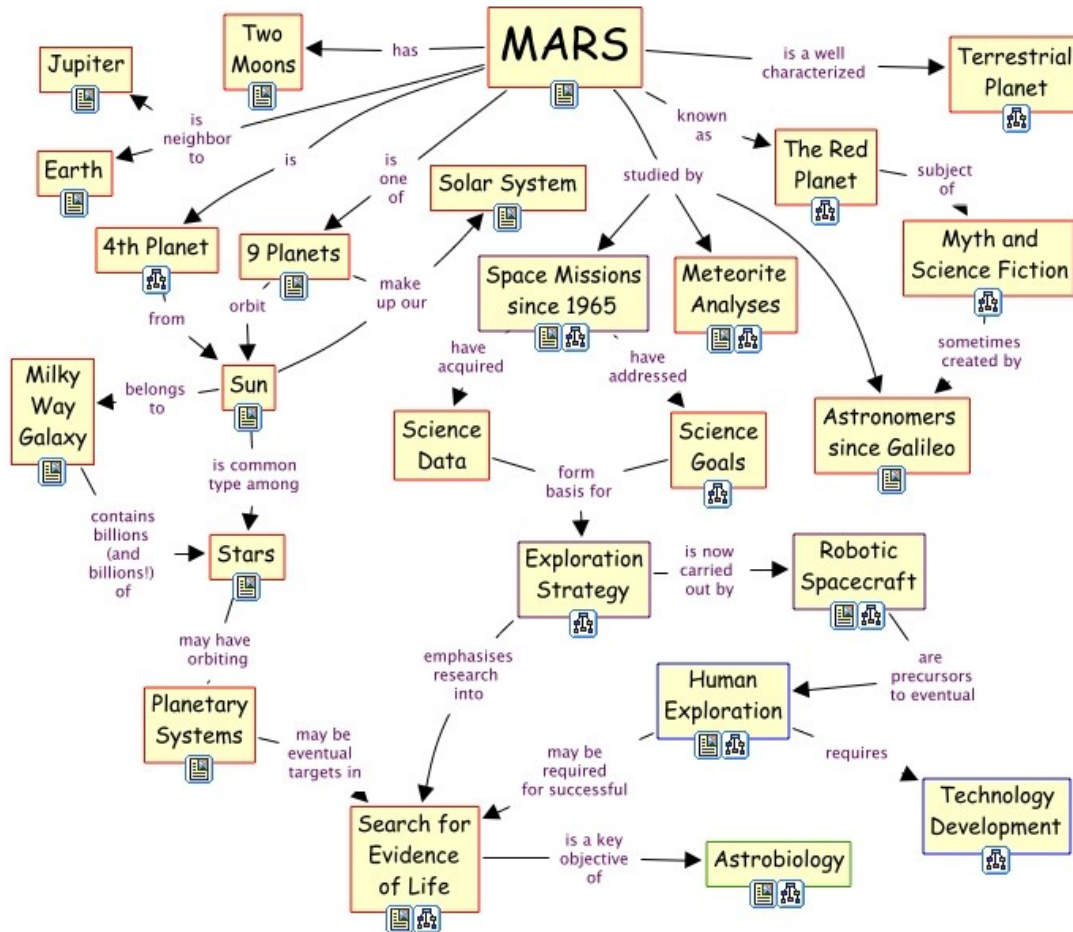 MARS
Two
Moons
has
Jupiter
is a well
characterized
Terrestrial
Planet
is
neighbor
to
known
as
Earth
is
is
one
of
Solar System
studied by
The Red
Planet
subject
of
4th Planet
9 Planets
make
up our
Space Missions
since 1965
Meteorite
Analyses
Myth and
Science Fiction
from
orbit
have
acquired
have
addressed
sometimes
created by
Milky
Way
Galaxy
belongs
to
Sun
Science
Data
Science
Goals
Astronomers
since Galileo
is common
type among
form
basis for
contains
billions
(and
billions!)
of
Stars
Exploration
Strategy
is now
carried
out by
Robotic
Spacecraft
may have
orbiting
emphasises
research
into
Human
Exploration
are
precursors
to eventual
Planetary
Systems
may be
eventual
targets in
may be
required
for successful
requires
Technology
Development
Search for
Evidence
of Life
is a key
objective
of
Astrobiology